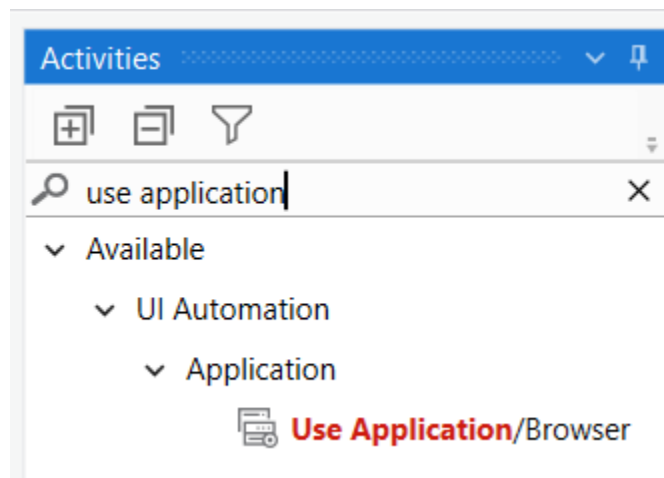 Activities
use application
Available
UI Automation
Application
Use Application/Browser